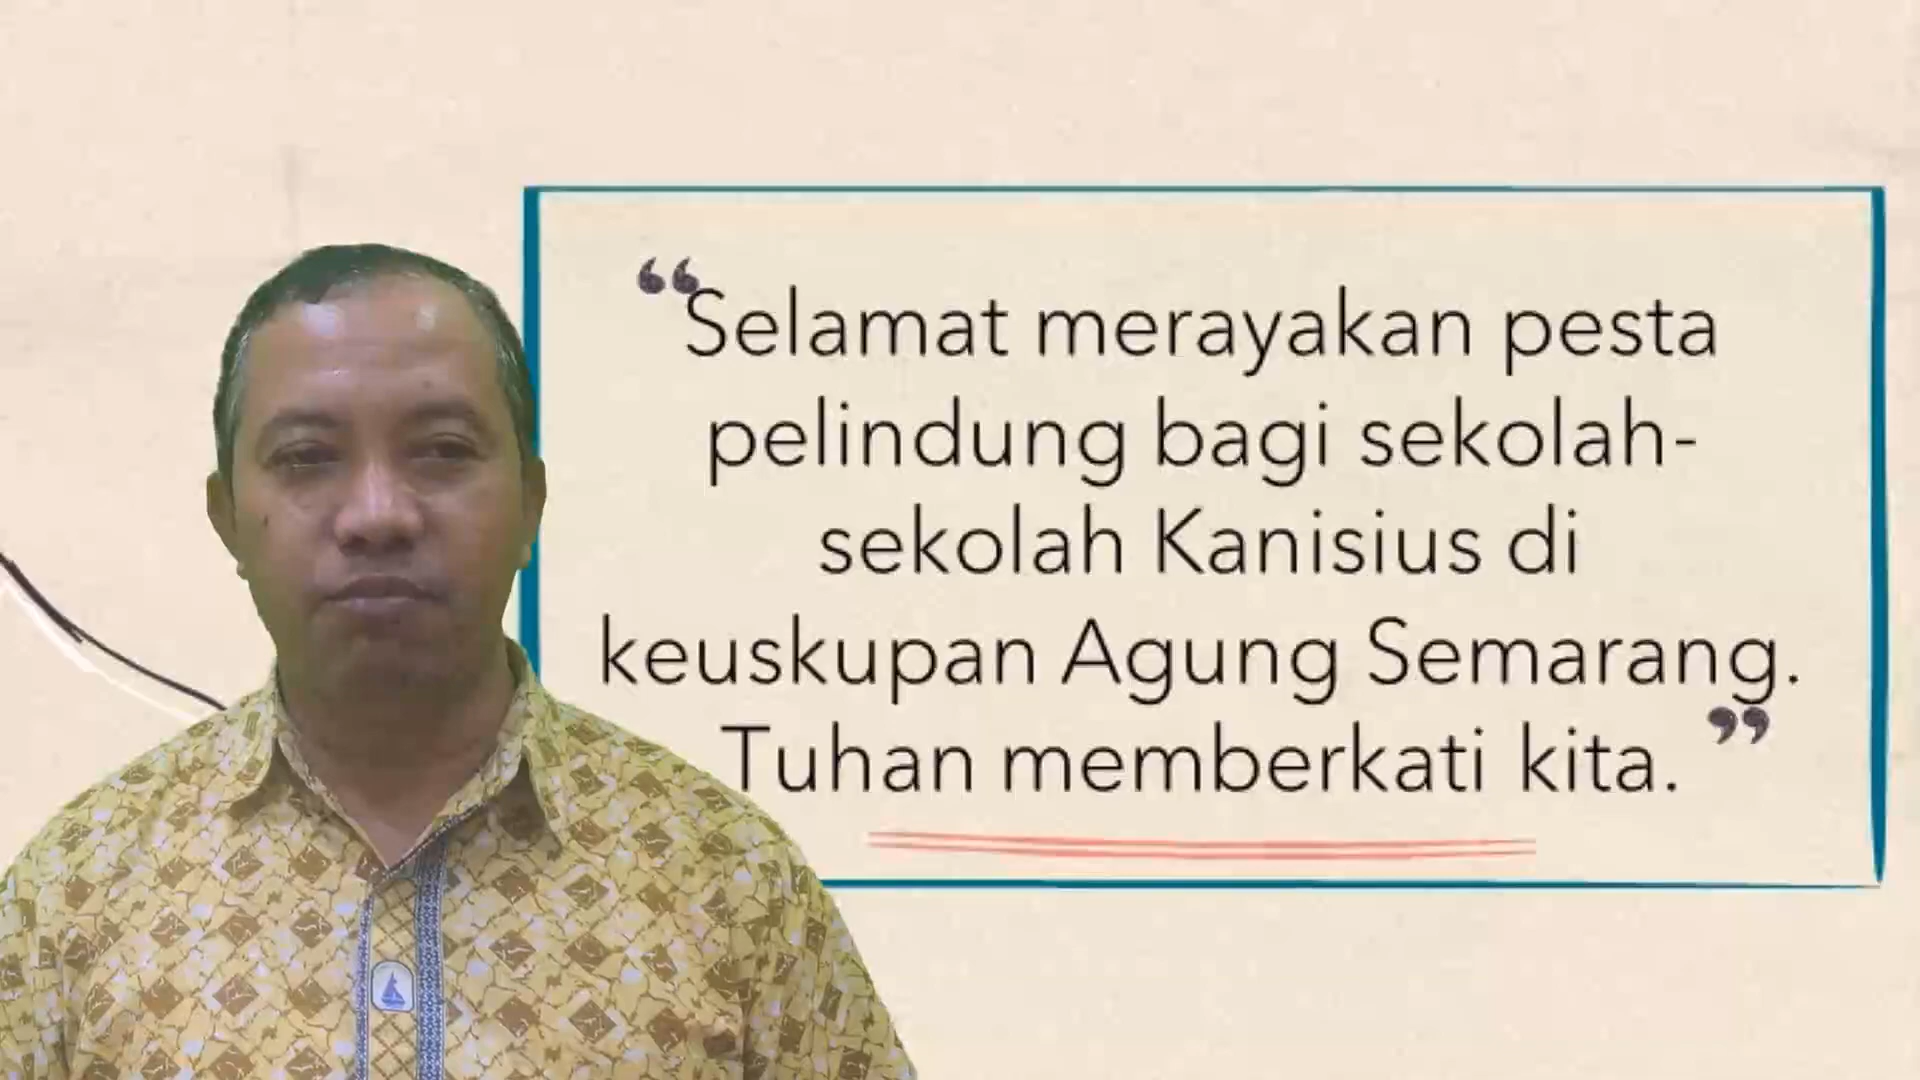 “Selamat merayakan pesta
pelindung bagi sekolah-
sekolah Kanisius di
keuskupan Agung Semarang.
Tuhan memberkati kita.”